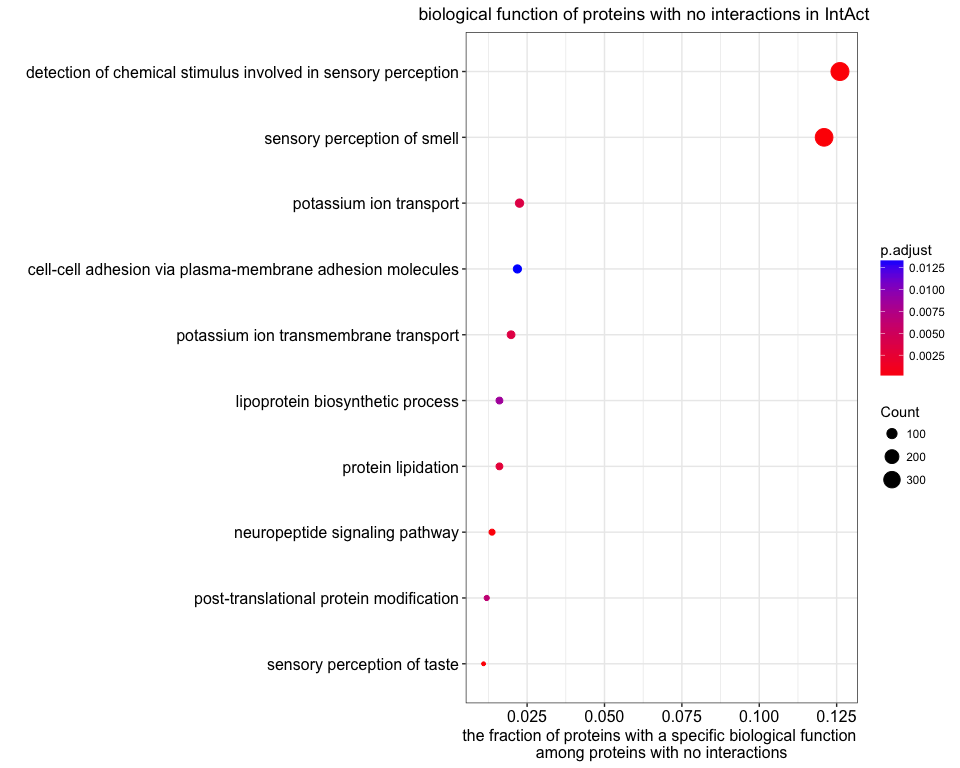 biological function of proteins with no interactions in IntAct
detection of chemical stimulus involved in sensory perception
sensory perception of smell
potassium ion transport
cell-cell adhesion via plasma-membrane adhesion molecules
potassium ion transmembrane transport
lipoprotein biosynthetic process
protein lipidation
neuropeptide signaling pathway
post-translational protein modification
sensory perception of taste
0.025 0.050 0.075 0.100 0.125
the fraction of proteins with a specific biological function
among proteins with no interactions
p.adjust
0.0125
0.0100
0.0075
0.0050
0.0025
Count
100
200
300